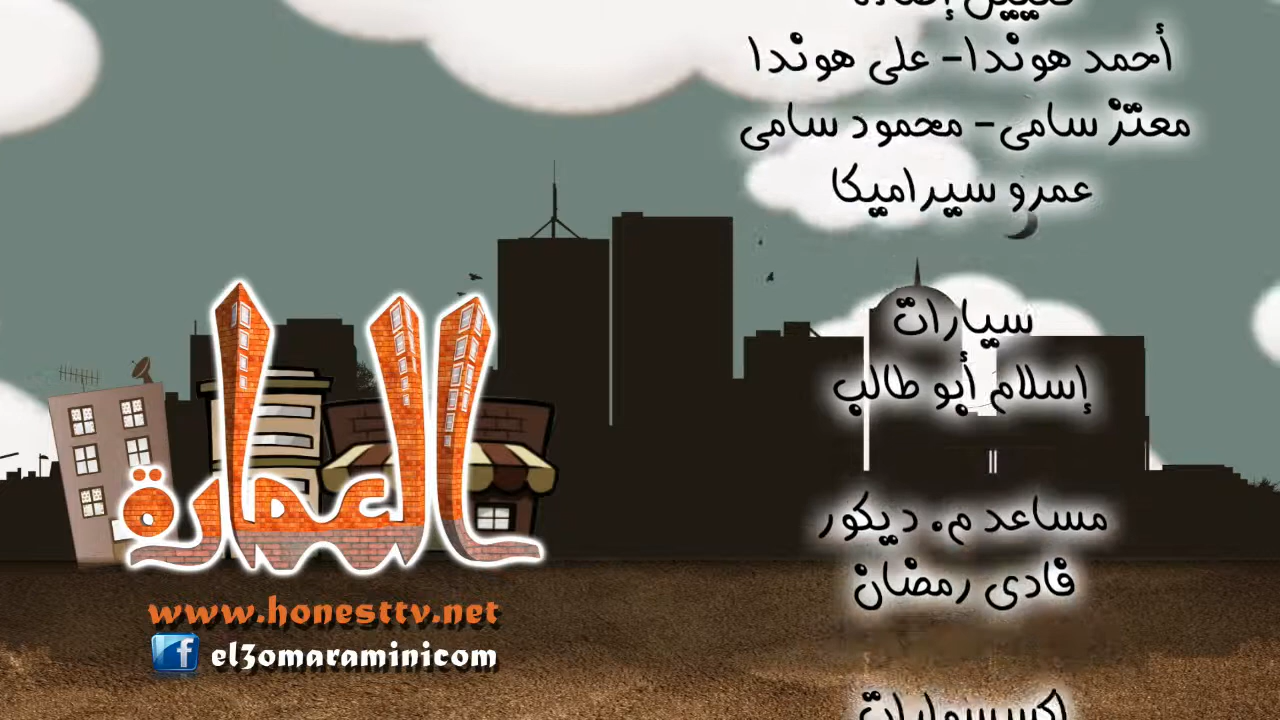 أحمد هوندا - على هوندا
معتز سامى - محمود سامى
عمرو سيراميكا
سيارات
إسلام أبو طالب
مساعد م. ديكور
فادى رمضان
إكسسوارات
العمارة
www.honesttv.net
el3omaraminicom